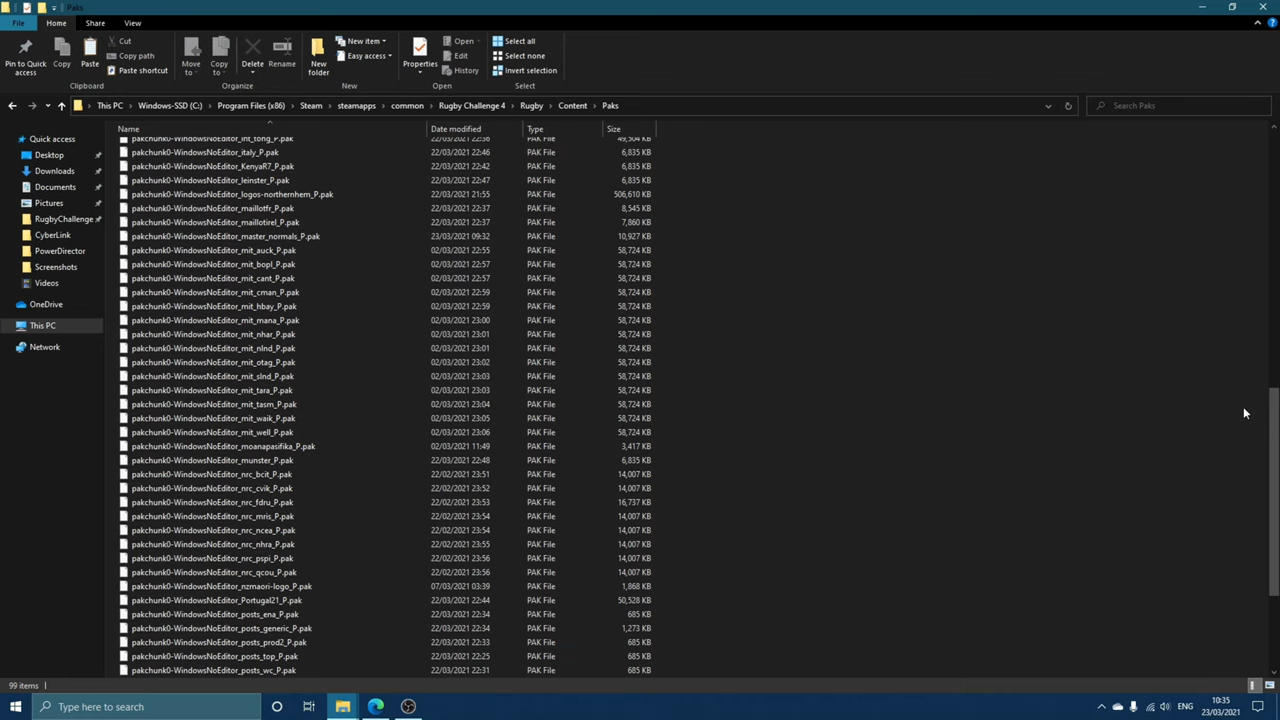 Paks
File Home Share View
Pin to Quick access
Copy
Paste
Cut
Copy path
Paste shortcut
Clipboard
Move to
Copy to
Delete
Rename
Organize
New folder
New item
Easy access
New
Properties
Open
Edit
History
Open
Select all
Select none
Invert selection
Select
This PC Windows-SSD (C:) Program Files (x86) Steam steamapps common Rugby Challenge 4 Rugby Content Paks
Search Paks
Quick access
Desktop
Downloads
Documents
Pictures
RugbyChallenge
CyberLink
PowerDirector
Screenshots
Videos
OneDrive
This PC
Network
Name Date modified Type Size
pakchunk0-WindowsNoEditor_int_tong_P.pak 22/03/2021 22:36 PAK File 49,504 KB
pakchunk0-WindowsNoEditor_italy_P.pak 22/03/2021 22:46 PAK File 6,835 KB
pakchunk0-WindowsNoEditor_KenyaR7_P.pak 22/03/2021 22:42 PAK File 6,835 KB
pakchunk0-WindowsNoEditor_leinster_P.pak 22/03/2021 22:47 PAK File 6,835 KB
pakchunk0-WindowsNoEditor_logos-northernhem_P.pak 22/03/2021 21:55 PAK File 506,610 KB
pakchunk0-WindowsNoEditor_maillotfr_P.pak 22/03/2021 22:37 PAK File 8,545 KB
pakchunk0-WindowsNoEditor_maillotirel_P.pak 22/03/2021 22:37 PAK File 7,860 KB
pakchunk0-WindowsNoEditor_master_normals_P.pak 23/03/2021 09:32 PAK File 10,927 KB
pakchunk0-WindowsNoEditor_mit_auck_P.pak 02/03/2021 22:55 PAK File 58,724 KB
pakchunk0-WindowsNoEditor_mit_bopl_P.pak 02/03/2021 22:57 PAK File 58,724 KB
pakchunk0-WindowsNoEditor_mit_cant_P.pak 02/03/2021 22:57 PAK File 58,724 KB
pakchunk0-WindowsNoEditor_mit_cman_P.pak 02/03/2021 22:59 PAK File 58,724 KB
pakchunk0-WindowsNoEditor_mit_hbay_P.pak 02/03/2021 22:59 PAK File 58,724 KB
pakchunk0-WindowsNoEditor_mit_mana_P.pak 02/03/2021 23:00 PAK File 58,724 KB
pakchunk0-WindowsNoEditor_mit_nhar_P.pak 02/03/2021 23:01 PAK File 58,724 KB
pakchunk0-WindowsNoEditor_mit_nlnd_P.pak 02/03/2021 23:01 PAK File 58,724 KB
pakchunk0-WindowsNoEditor_mit_otag_P.pak 02/03/2021 23:02 PAK File 58,724 KB
pakchunk0-WindowsNoEditor_mit_slnd_P.pak 02/03/2021 23:03 PAK File 58,724 KB
pakchunk0-WindowsNoEditor_mit_tara_P.pak 02/03/2021 23:03 PAK File 58,724 KB
pakchunk0-WindowsNoEditor_mit_tasm_P.pak 02/03/2021 23:04 PAK File 58,724 KB
pakchunk0-WindowsNoEditor_mit_waik_P.pak 02/03/2021 23:05 PAK File 58,724 KB
pakchunk0-WindowsNoEditor_mit_well_P.pak 02/03/2021 23:06 PAK File 58,724 KB
pakchunk0-WindowsNoEditor_moanapasifika_P.pak 02/03/2021 11:49 PAK File 3,417 KB
pakchunk0-WindowsNoEditor_munster_P.pak 22/03/2021 22:48 PAK File 6,835 KB
pakchunk0-WindowsNoEditor_nrc_bcit_P.pak 22/02/2021 23:51 PAK File 14,007 KB
pakchunk0-WindowsNoEditor_nrc_cvik_P.pak 22/02/2021 23:52 PAK File 14,007 KB
pakchunk0-WindowsNoEditor_nrc_fdru_P.pak 22/02/2021 23:53 PAK File 16,737 KB
pakchunk0-WindowsNoEditor_nrc_mris_P.pak 22/02/2021 23:54 PAK File 14,007 KB
pakchunk0-WindowsNoEditor_nrc_ncea_P.pak 22/02/2021 23:54 PAK File 14,007 KB
pakchunk0-WindowsNoEditor_nrc_nhra_P.pak 22/02/2021 23:55 PAK File 14,007 KB
pakchunk0-WindowsNoEditor_nrc_pspi_P.pak 22/02/2021 23:56 PAK File 14,007 KB
pakchunk0-WindowsNoEditor_nrc_qcou_P.pak 22/02/2021 23:56 PAK File 14,007 KB
pakchunk0-WindowsNoEditor_nzmaori-logo_P.pak 07/03/2021 03:39 PAK File 1,868 KB
pakchunk0-WindowsNoEditor_Portugal21_P.pak 22/03/2021 22:44 PAK File 50,528 KB
pakchunk0-WindowsNoEditor_posts_ena_P.pak 22/03/2021 22:34 PAK File 685 KB
pakchunk0-WindowsNoEditor_posts_generic_P.pak 22/03/2021 22:34 PAK File 1,273 KB
pakchunk0-WindowsNoEditor_posts_prod2_P.pak 22/03/2021 22:33 PAK File 685 KB
pakchunk0-WindowsNoEditor_posts_top_P.pak 22/03/2021 22:25 PAK File 685 KB
pakchunk0-WindowsNoEditor_posts_wc_P.pak 22/03/2021 22:31 PAK File 685 KB
99 items
Type here to search
ENG
10:35
23/03/2021